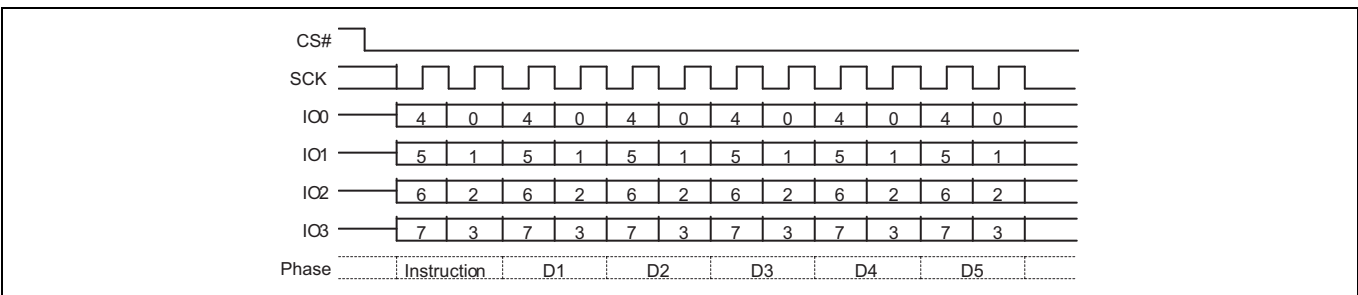 CS#
SCK
IO0 4 0 4 0 4 0 4 0 4 0 4 0
IO1 5 1 5 1 5 1 5 1 5 1 5 1
IO2 6 2 6 2 6 2 6 2 6 2 6 2
IO3 7 3 7 3 7 3 7 3 7 3 7 3
Phase Instruction D1 D2 D3 D4 D5